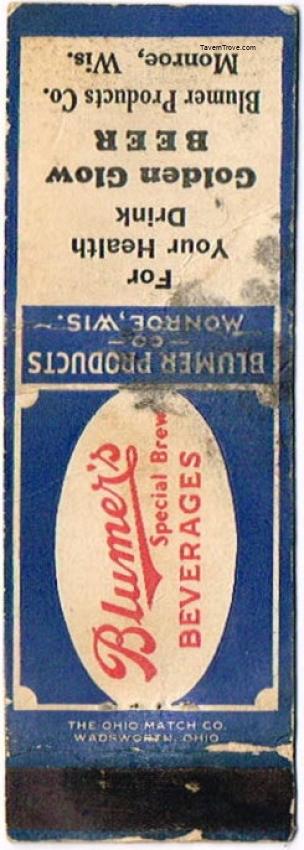 TavernTrove.com
For
Your Health
Drink
Golden Glow
BEER
Blumer Products Co.
Monroe, Wis.
BLUMER PRODUCTS
—CO—
MONROE, WIS.
Blumer's
Special Brew
BEVERAGES
THE OHIO MATCH CO.
WADSWORTH, OHIO